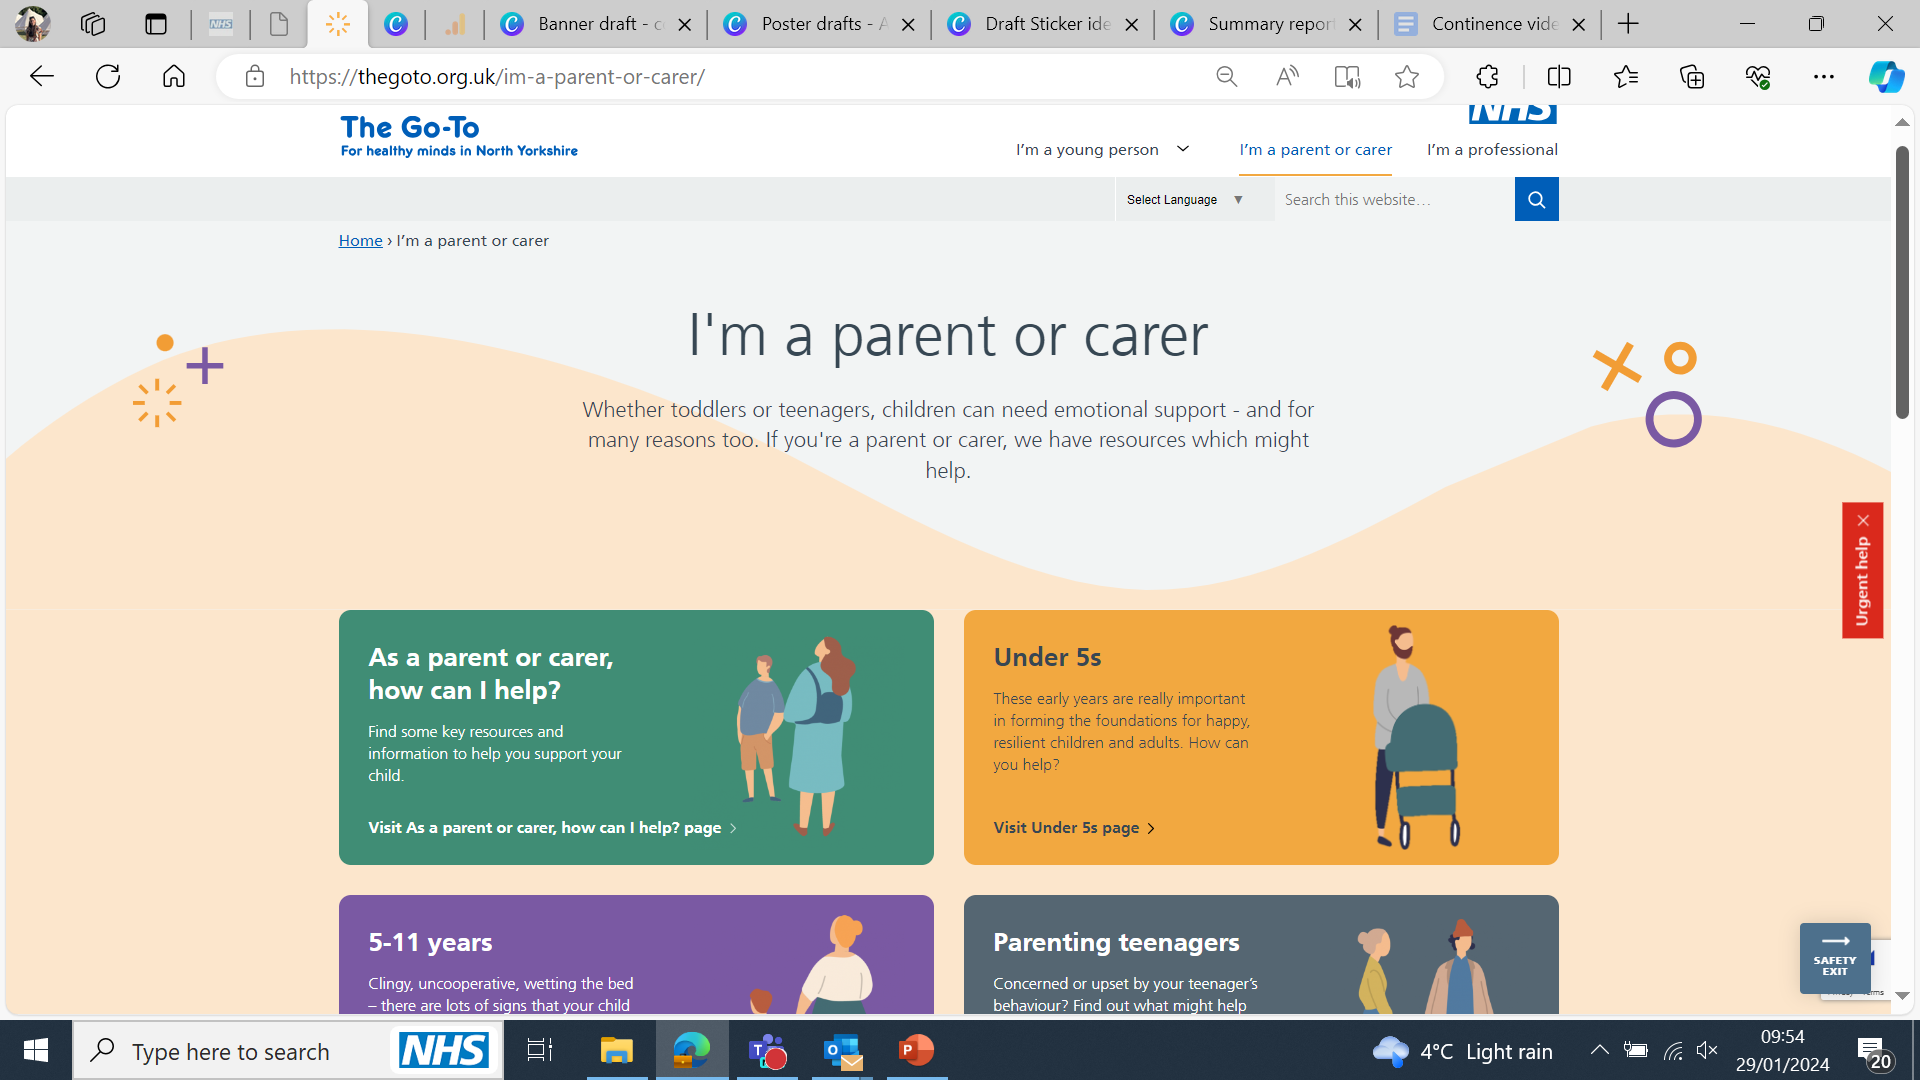 Banner draft - c
Poster drafts - A
Draft Sticker ide
Summary repor
Continence vide
https://thegoto.org.uk/im-a-parent-or-carer/
NHS
The Go-To
For healthy minds in North Yorkshire
I'm a young person
I'm a parent or carer
I'm a professional
Select Language ▼
Search this website...
Home › I'm a parent or carer
I'm a parent or carer
Whether toddlers or teenagers, children can need emotional support - and for
many reasons too. If you're a parent or carer, we have resources which might
help.
Urgent help
As a parent or carer,
how can I help?
Find some key resources and
information to help you support your
child.
Visit As a parent or carer, how can I help? page
Under 5s
These early years are really important
in forming the foundations for happy,
resilient children and adults. How can
you help?
Visit Under 5s page
5-11 years
Clingy, uncooperative, wetting the bed
– there are lots of signs that your child
Parenting teenagers
Concerned or upset by your teenager's
behaviour? Find out what might help
SAFETY
EXIT
Type here to search
NHS
4°C Light rain
09:54
29/01/2024
20